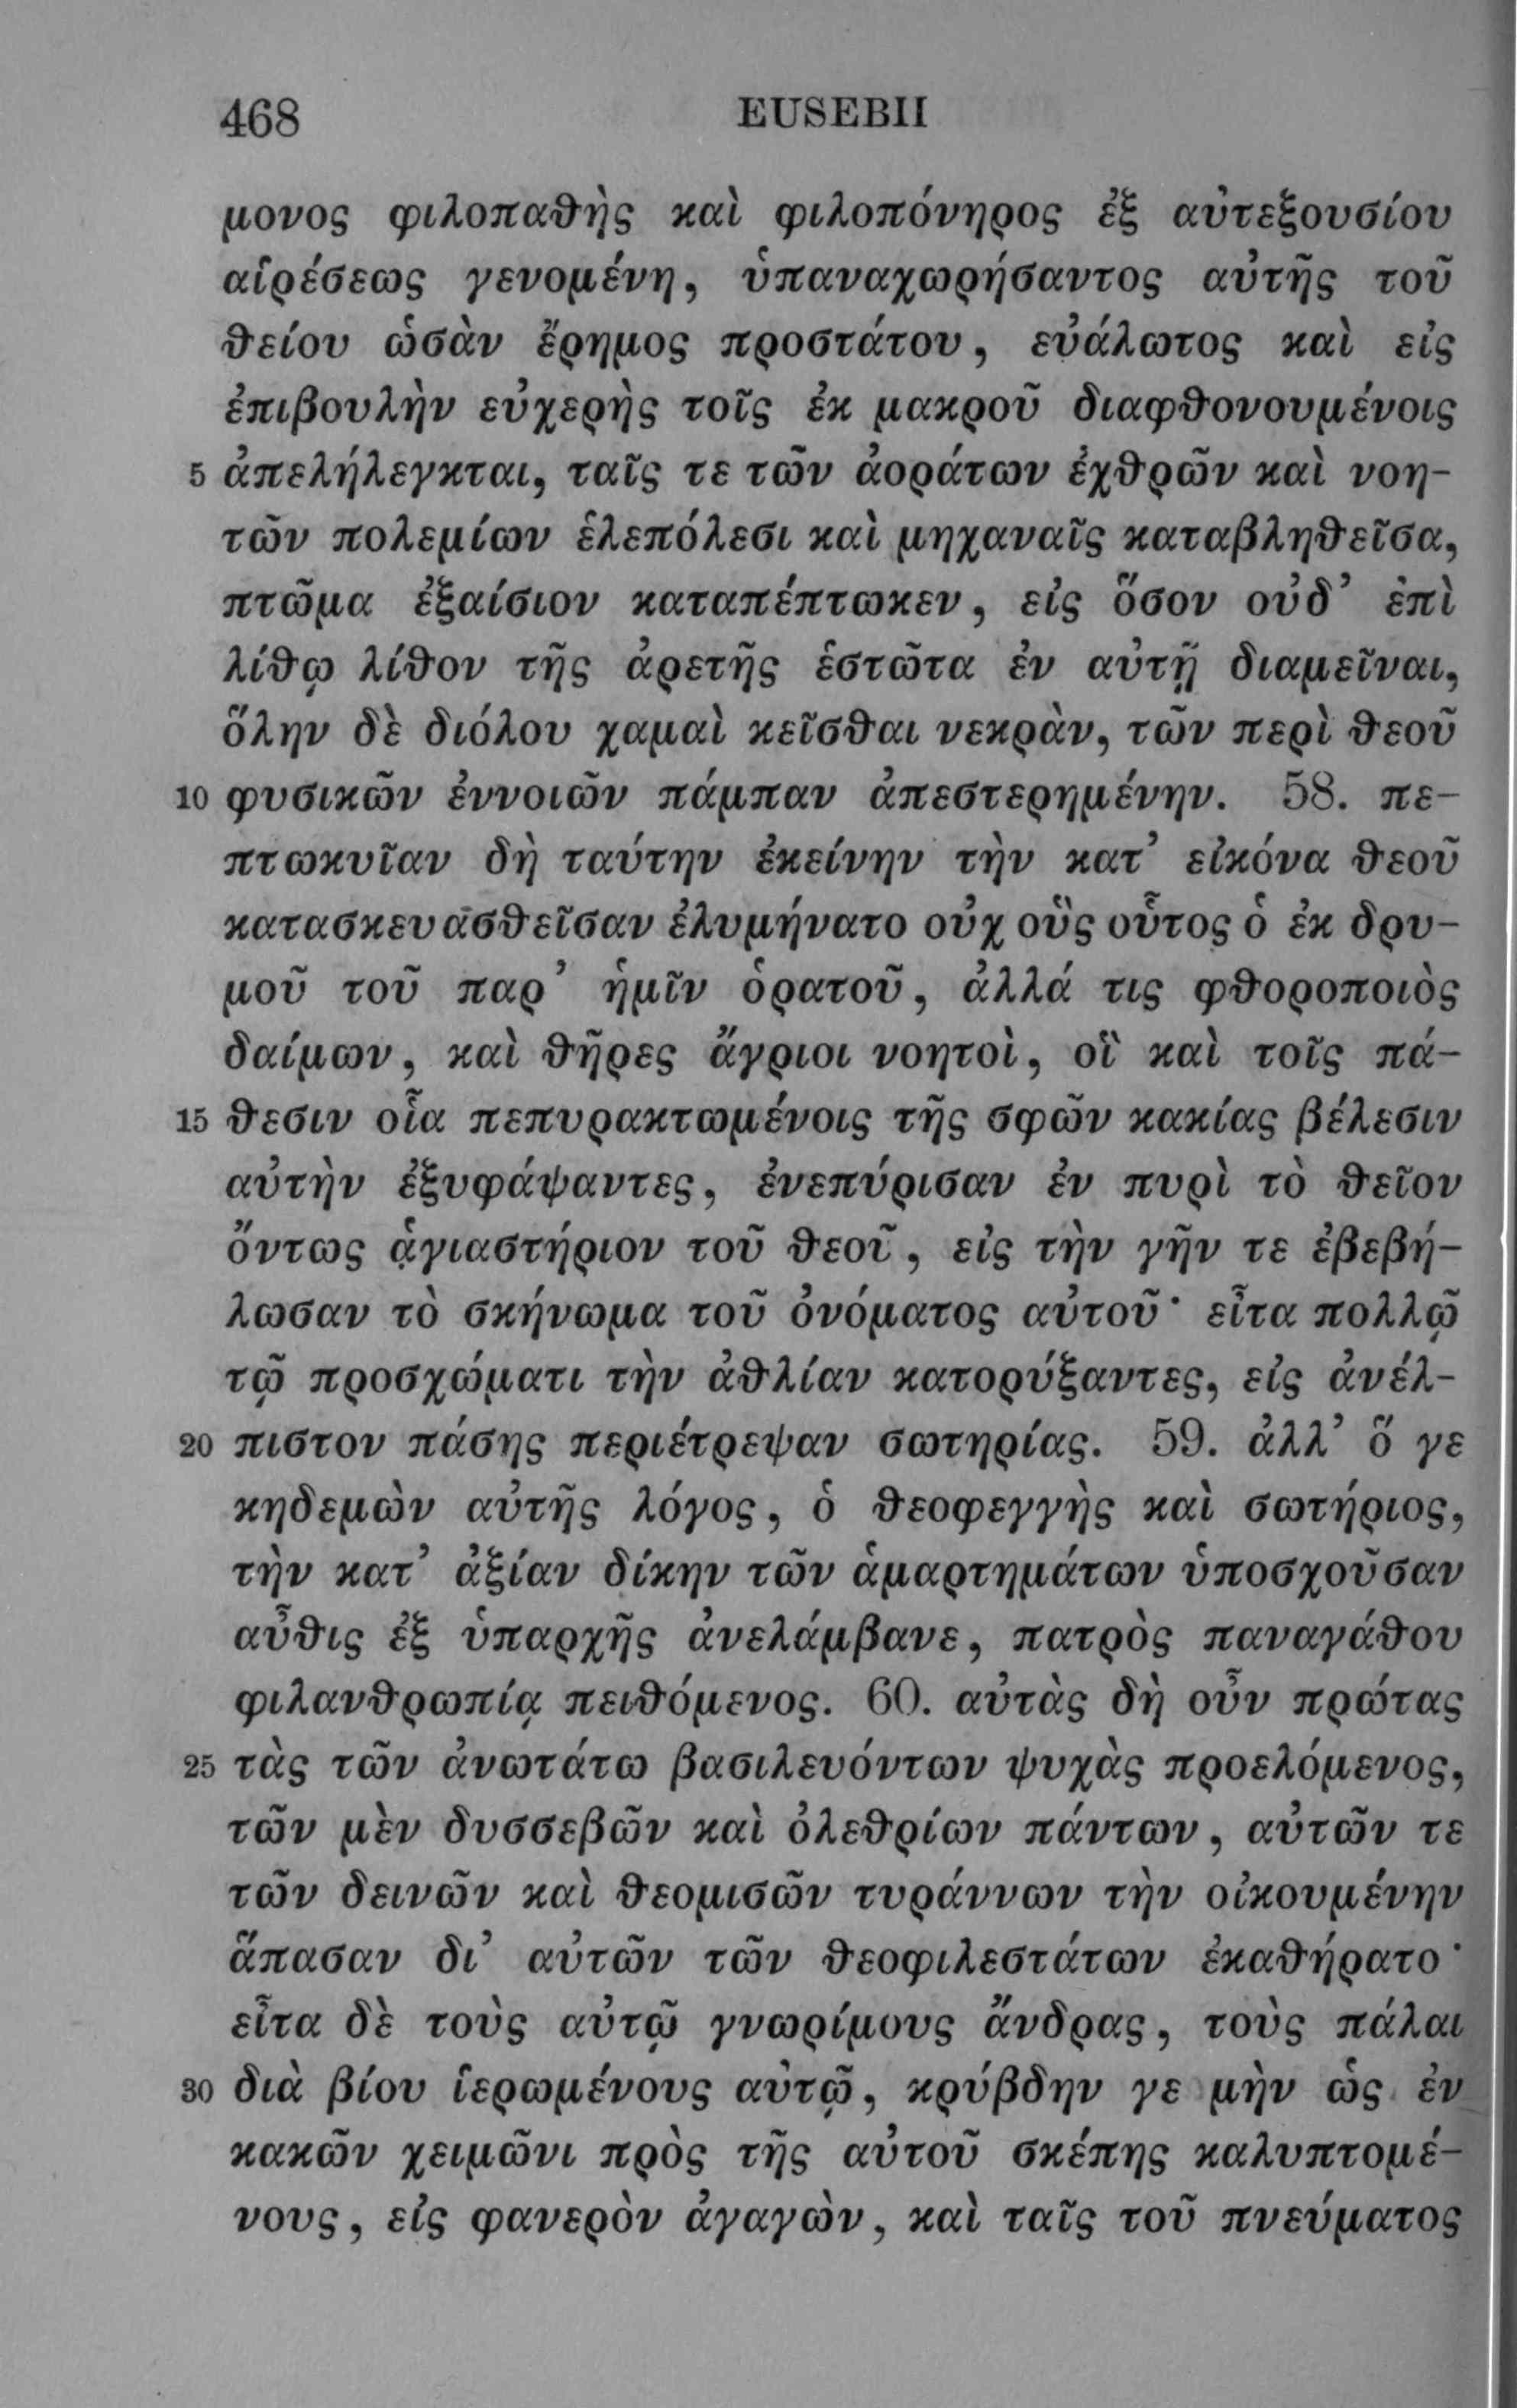 468 EUSEBII
μονος φιλοπαθὴς καὶ φιλοπόνηρος ἐξ αὐτεξουσίου
αἱρέσεως γενομένη, ὑπαναχωρήσαντος αὐτῆς τοῦ
θείου ὡσὰν ἔρημος προστάτου, εὐάλωτος καὶ εἰς
ἐπιβουλὴν εὐχερὴς τοῖς ἐκ μακροῦ διαφθονουμένοις
5 ἀπελήλεγκται, ταῖς τε τῶν ἀοράτων ἐχθρῶν καὶ νοη-
τῶν πολεμίων ἑλεπόλεσι καὶ μηχαναῖς καταβληθεῖσα,
πτῶμα ἐξαίσιον καταπέπτωκεν, εἰς ὅσον οὐδ’ ἐπὶ
λίθῳ λίθον τῆς ἀρετῆς ἑστῶτα ἐν αὐτῇ διαμεῖναι,
ὅλην δὲ διόλου χαμαὶ κεῖσθαι νεκρὰν, τῶν περὶ θεοῦ
10 φυσικῶν ἐννοιῶν πάμπαν ἀπεστερημένην. 58. πε-
πτωκυῖαν δὴ ταύτην ἐκείνην τὴν κατ’ εἰκόνα θεοῦ
κατασκευασθεῖσαν ἐλυμήνατο οὐχ οὓς οὗτος ὁ ἐκ δρυ-
μοῦ τοῦ παρ’ ἡμῖν ὁρατοῦ, ἀλλά τις φθοροποιὸς
δαίμων, καὶ θῆρες ἄγριοι νοητοὶ, οἳ καὶ τοῖς πά-
15 θεσιν οἷα πεπυρακτωμένοις τῆς σφῶν κακίας βέλεσιν
αὐτὴν ἐξυφάψαντες, ἐνεπύρισαν ἐν πυρὶ τὸ θεῖον
ὄντως ἁγιαστήριον τοῦ θεοῦ, εἰς τὴν γῆν τε ἐβεβή-
λωσαν τὸ σκήνωμα τοῦ ὀνόματος αὐτοῦ· εἶτα πολλῷ
τῷ προσχώματι τὴν ἀθλίαν κατορύξαντες, εἰς ἀνέλ-
20 πιστον πάσης περιέτρεψαν σωτηρίας. 59. ἀλλ’ ὅ γε
κηδεμὼν αὐτῆς λόγος, ὁ θεοφεγγὴς καὶ σωτήριος,
τὴν κατ’ ἀξίαν δίκην τῶν ἁμαρτημάτων ὑποσχοῦσαν
αὖθις ἐξ ὑπαρχῆς ἀνελάμβανε, πατρὸς παναγάθου
φιλανθρωπίᾳ πειθόμενος. 60. αὐτὰς δὴ οὖν πρώτας
25 τὰς τῶν ἀνωτάτω βασιλευόντων ψυχὰς προελόμενος,
τῶν μὲν δυσσεβῶν καὶ ὀλεθρίων πάντων, αὐτῶν τε
τῶν δεινῶν καὶ θεομισῶν τυράννων τὴν οἰκουμένην
ἅπασαν δι’ αὐτῶν τῶν θεοφιλεστάτων ἐκαθήρατο·
εἶτα δὲ τοὺς αὐτῷ γνωρίμους ἄνδρας, τοὺς πάλαι
30 διὰ βίου ἱερωμένους αὐτῷ, κρύβδην γε μὴν ὡς ἐν
κακῶν χειμῶνι πρὸς τῆς αὐτοῦ σκέπης καλυπτομέ-
νους, εἰς φανερὸν ἀγαγὼν, καὶ ταῖς τοῦ πνεύματος